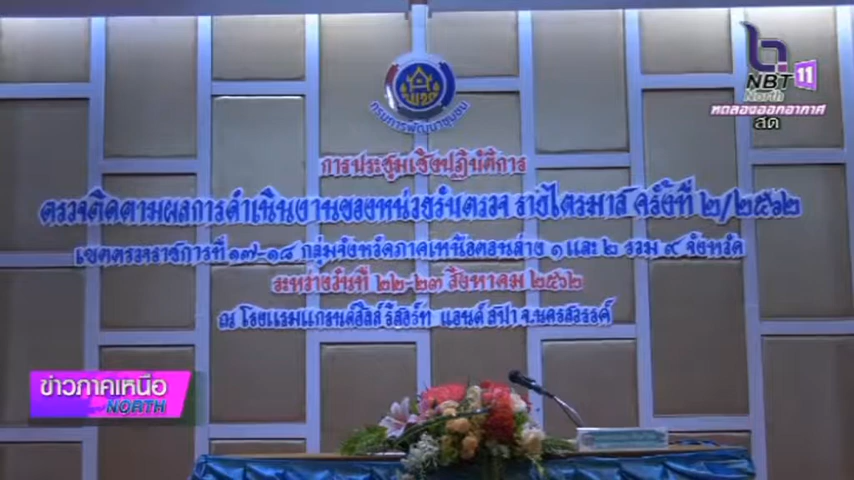 NBT
11
North
ทดลองออกอากาศ
สด
กรมการพัฒนาชุมชน
การประชุมเชิงปฏิบัติการ
ตรวจติดตามผลการดำเนินงานของหน่วยรับตรวจ รายไตรมาส ครั้งที่ ๒/๒๕๖๒
เขตตรวจราชการที่ ๑๗-๑๘ กลุ่มจังหวัดภาคเหนือตอนล่าง ๑ และ ๒ รวม ๙ จังหวัด
ระหว่างวันที่ ๒๒-๒๓ สิงหาคม ๒๕๖๒
ณ โรงแรมแกรนด์ฮิลล์ รีสอร์ท แอนด์ สปา จ.นครสวรรค์
ข่าวภาคเหนือ
NORTH